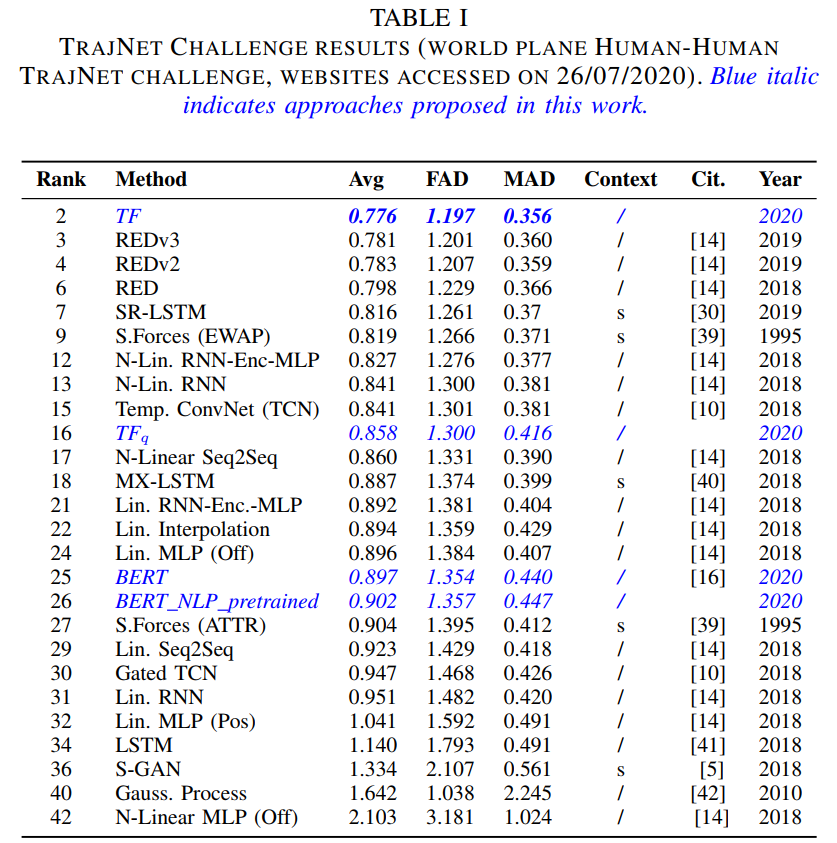 TABLE I
TRAJNET CHALLENGE RESULTS (WORLD PLANE HUMAN-HUMAN
TRAJNET CHALLENGE, WEBSITES ACCESSED ON 26/07/2020). Blue italic
indicates approaches proposed in this work.
Rank Method Avg FAD MAD Context Cit. Year
2 TF 0.776 1.197 0.356 / 2020
3 REDv3 0.781 1.201 0.360 / [14] 2019
4 REDv2 0.783 1.207 0.359 / [14] 2019
6 RED 0.798 1.229 0.366 / [14] 2018
7 SR-LSTM 0.816 1.261 0.37 s [30] 2019
9 S.Forces (EWAP) 0.819 1.266 0.371 s [39] 1995
12 N-Lin. RNN-Enc-MLP 0.827 1.276 0.377 / [14] 2018
13 N-Lin. RNN 0.841 1.300 0.381 / [14] 2018
15 Temp. ConvNet (TCN) 0.841 1.301 0.381 / [10] 2018
16 TFq 0.858 1.300 0.416 / 2020
17 N-Linear Seq2Seq 0.860 1.331 0.390 / [14] 2018
18 MX-LSTM 0.887 1.374 0.399 s [40] 2018
21 Lin. RNN-Enc.-MLP 0.892 1.381 0.404 / [14] 2018
22 Lin. Interpolation 0.894 1.359 0.429 / [14] 2018
24 Lin. MLP (Off) 0.896 1.384 0.407 / [14] 2018
25 BERT 0.897 1.354 0.440 / [16] 2020
26 BERT_NLP_pretrained 0.902 1.357 0.447 / 2020
27 S.Forces (ATTR) 0.904 1.395 0.412 s [39] 1995
29 Lin. Seq2Seq 0.923 1.429 0.418 / [14] 2018
30 Gated TCN 0.947 1.468 0.426 / [10] 2018
31 Lin. RNN 0.951 1.482 0.420 / [14] 2018
32 Lin. MLP (Pos) 1.041 1.592 0.491 / [14] 2018
34 LSTM 1.140 1.793 0.491 / [41] 2018
36 S-GAN 1.334 2.107 0.561 s [5] 2018
40 Gauss. Process 1.642 1.038 2.245 / [42] 2010
42 N-Linear MLP (Off) 2.103 3.181 1.024 / [14] 2018